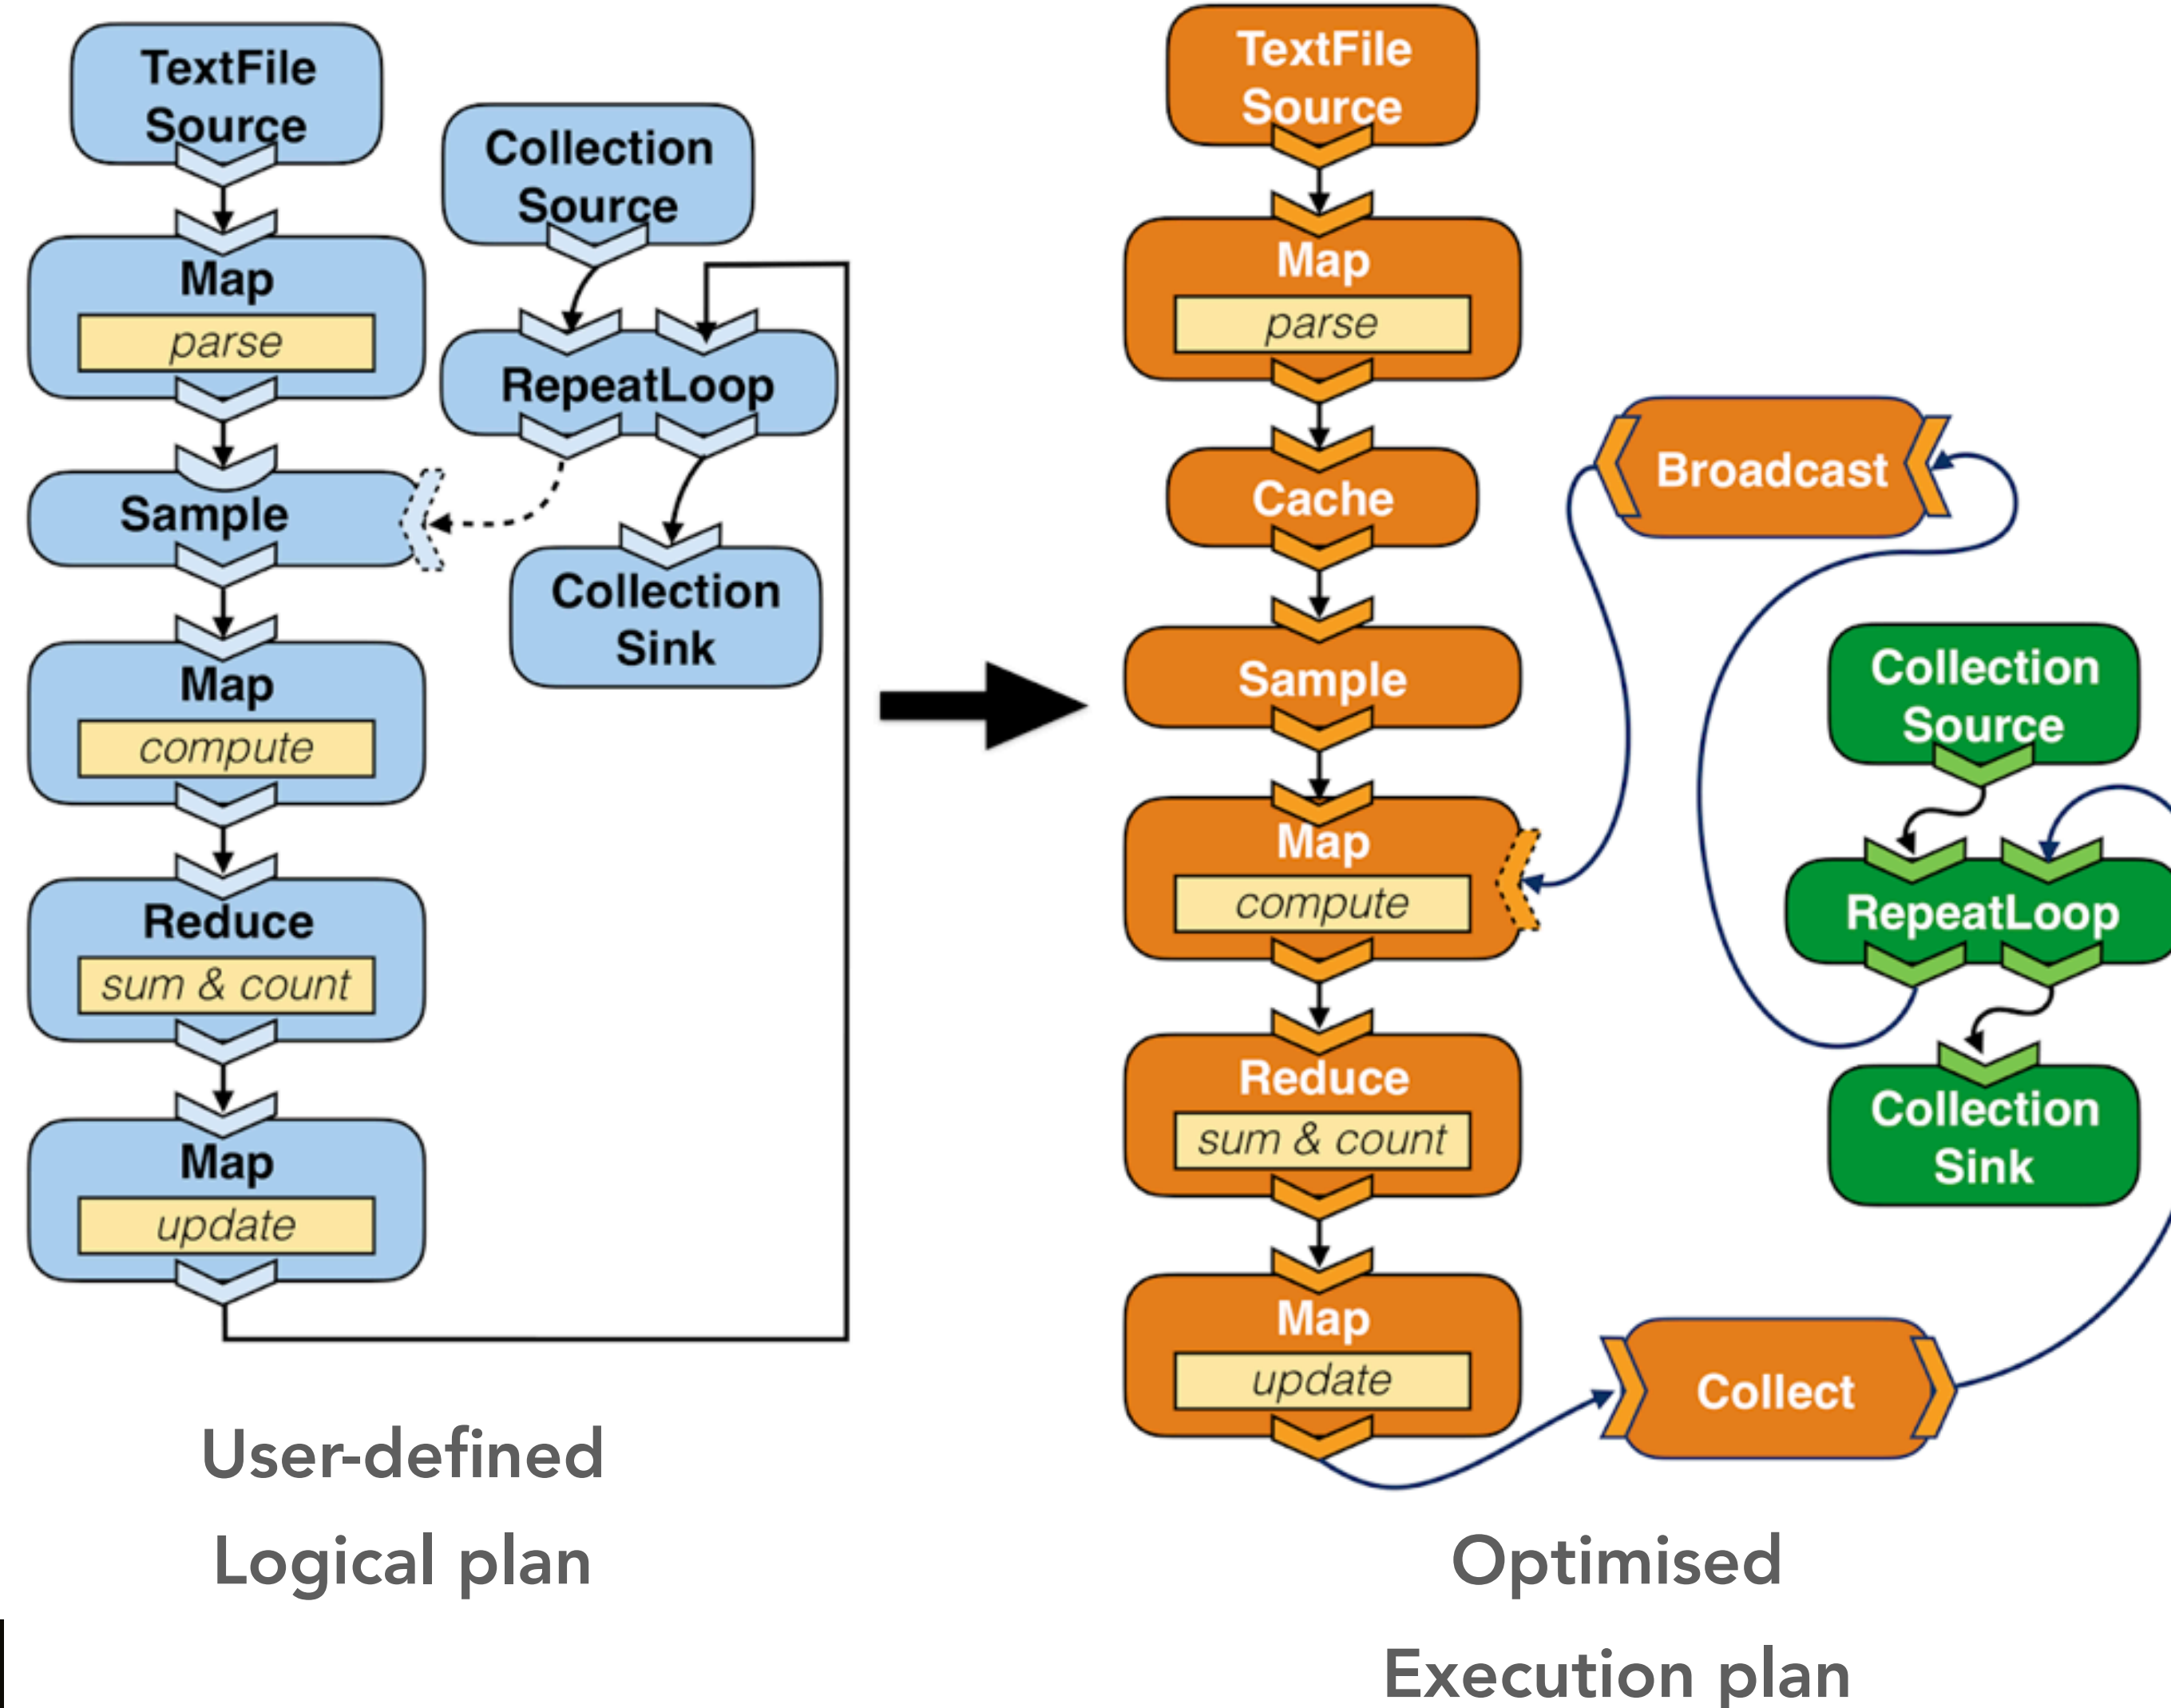 TextFile
Source
Map
parse
Sample
Map
compute
Reduce
sum & count
Map
update
Collection
Source
RepeatLoop
Collection
Sink
User-defined
Logical plan
TextFile
Source
Map
parse
Cache
Sample
Map
compute
Reduce
sum & count
Map
update
Broadcast
Collection
Source
RepeatLoop
Collection
Sink
Collect
Optimised
Execution plan